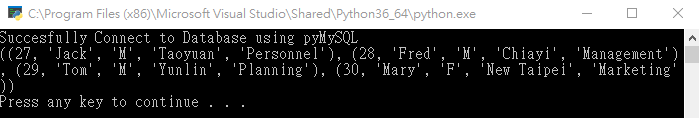 C:\Program Files (x86)\Microsoft Visual Studio\Shared\Python36_64\python.exe
Succesfully Connect to Database using pyMySQL
((27, 'Jack', 'M', 'Taoyuan', 'Personnel'), (28, 'Fred', 'M', 'Chiayi', 'Management')
, (29, 'Tom', 'M', 'Yunlin', 'Planning'), (30, 'Mary', 'F', 'New Taipei', 'Marketing'
))
Press any key to continue . . .